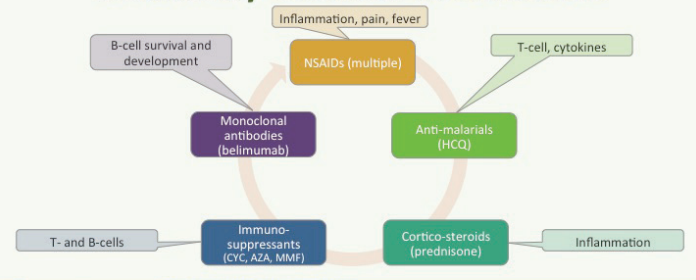 Inflammation, pain, fever
NSAIDs (multiple)
B-cell survival and
development
T-cell, cytokines
Monoclonal
antibodies
(belimumab)
Anti-malarials
(HCQ)
Immuno-
suppressants
(CYC, AZA, MMF)
T- and B-cells
Cortico-steroids
(prednisone)
Inflammation